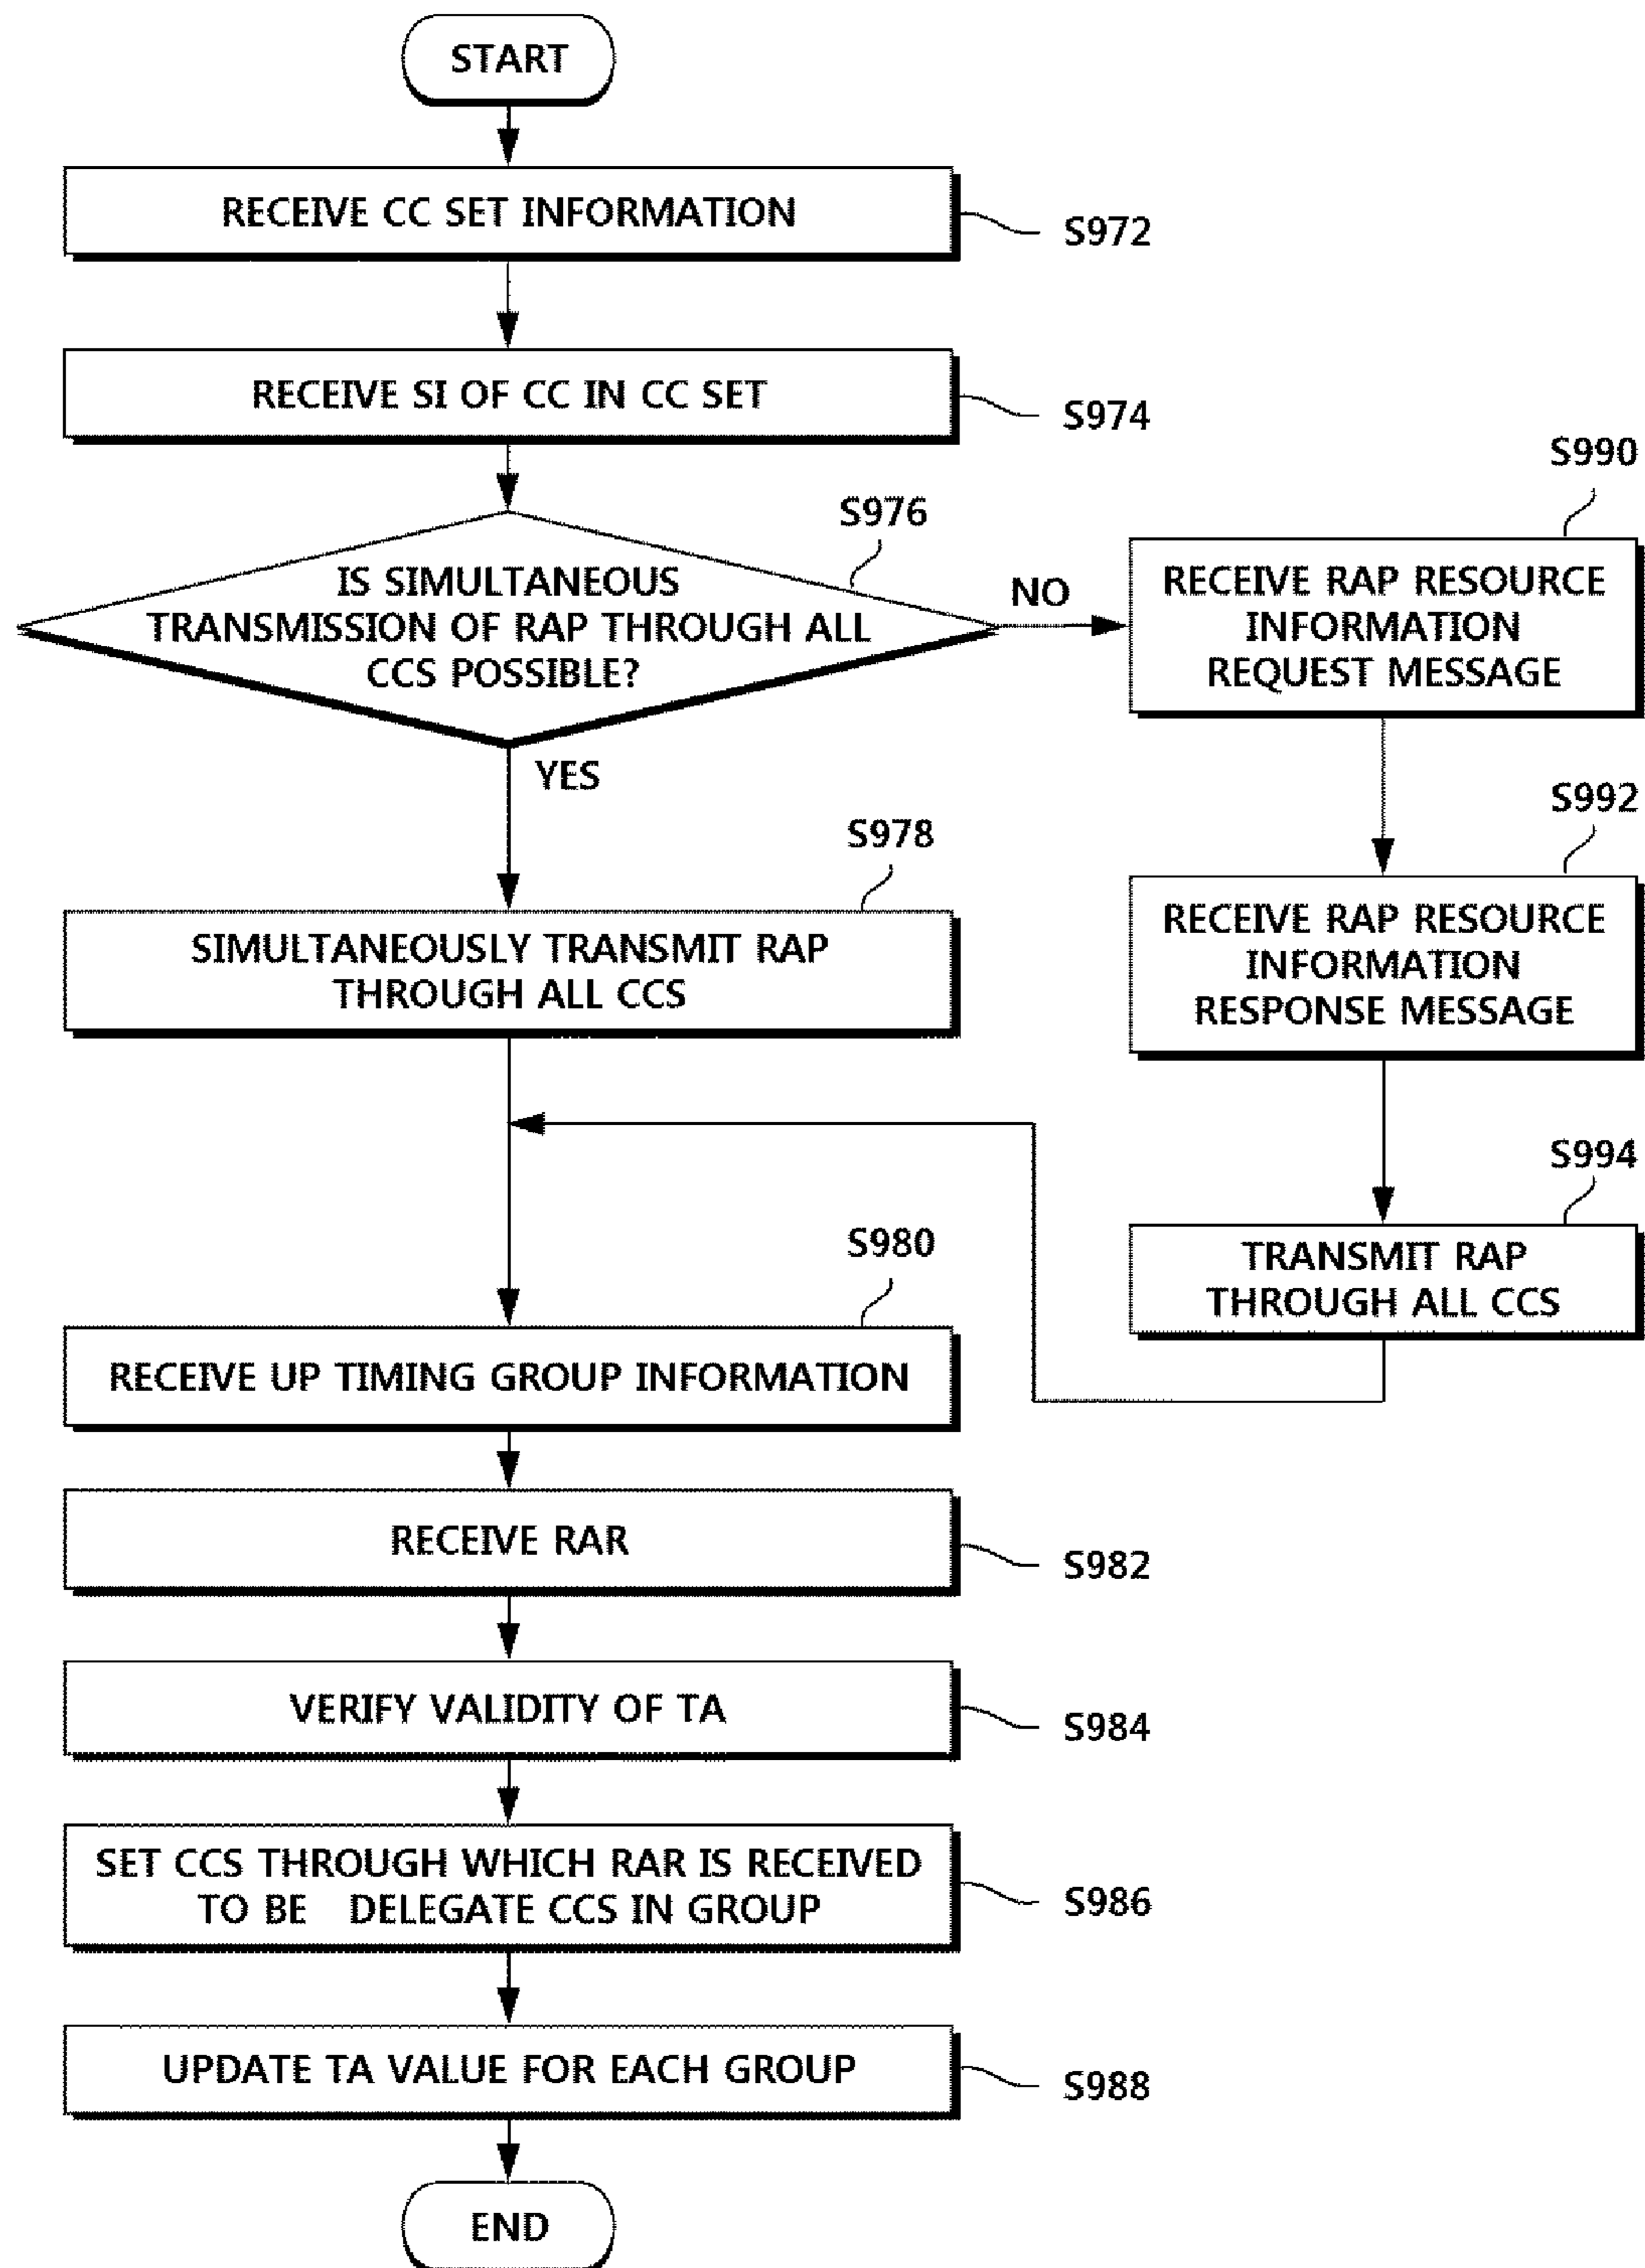 START
RECEIVE CC SET INFORMATION
S972
RECEIVE SI OF CC IN CC SET
S974
S976
IS SIMULTANEOUS
TRANSMISSION OF RAP THROUGH ALL
CCS POSSIBLE?
NO
YES
S990
RECEIVE RAP RESOURCE
INFORMATION
REQUEST MESSAGE
S992
RECEIVE RAP RESOURCE
INFORMATION
RESPONSE MESSAGE
S994
TRANSMIT RAP
THROUGH ALL CCS
S978
SIMULTANEOUSLY TRANSMIT RAP
THROUGH ALL CCS
S980
RECEIVE UP TIMING GROUP INFORMATION
RECEIVE RAR
S982
VERIFY VALIDITY OF TA
S984
SET CCS THROUGH WHICH RAR IS RECEIVED
TO BE DELEGATE CCS IN GROUP
S986
UPDATE TA VALUE FOR EACH GROUP
S988
END